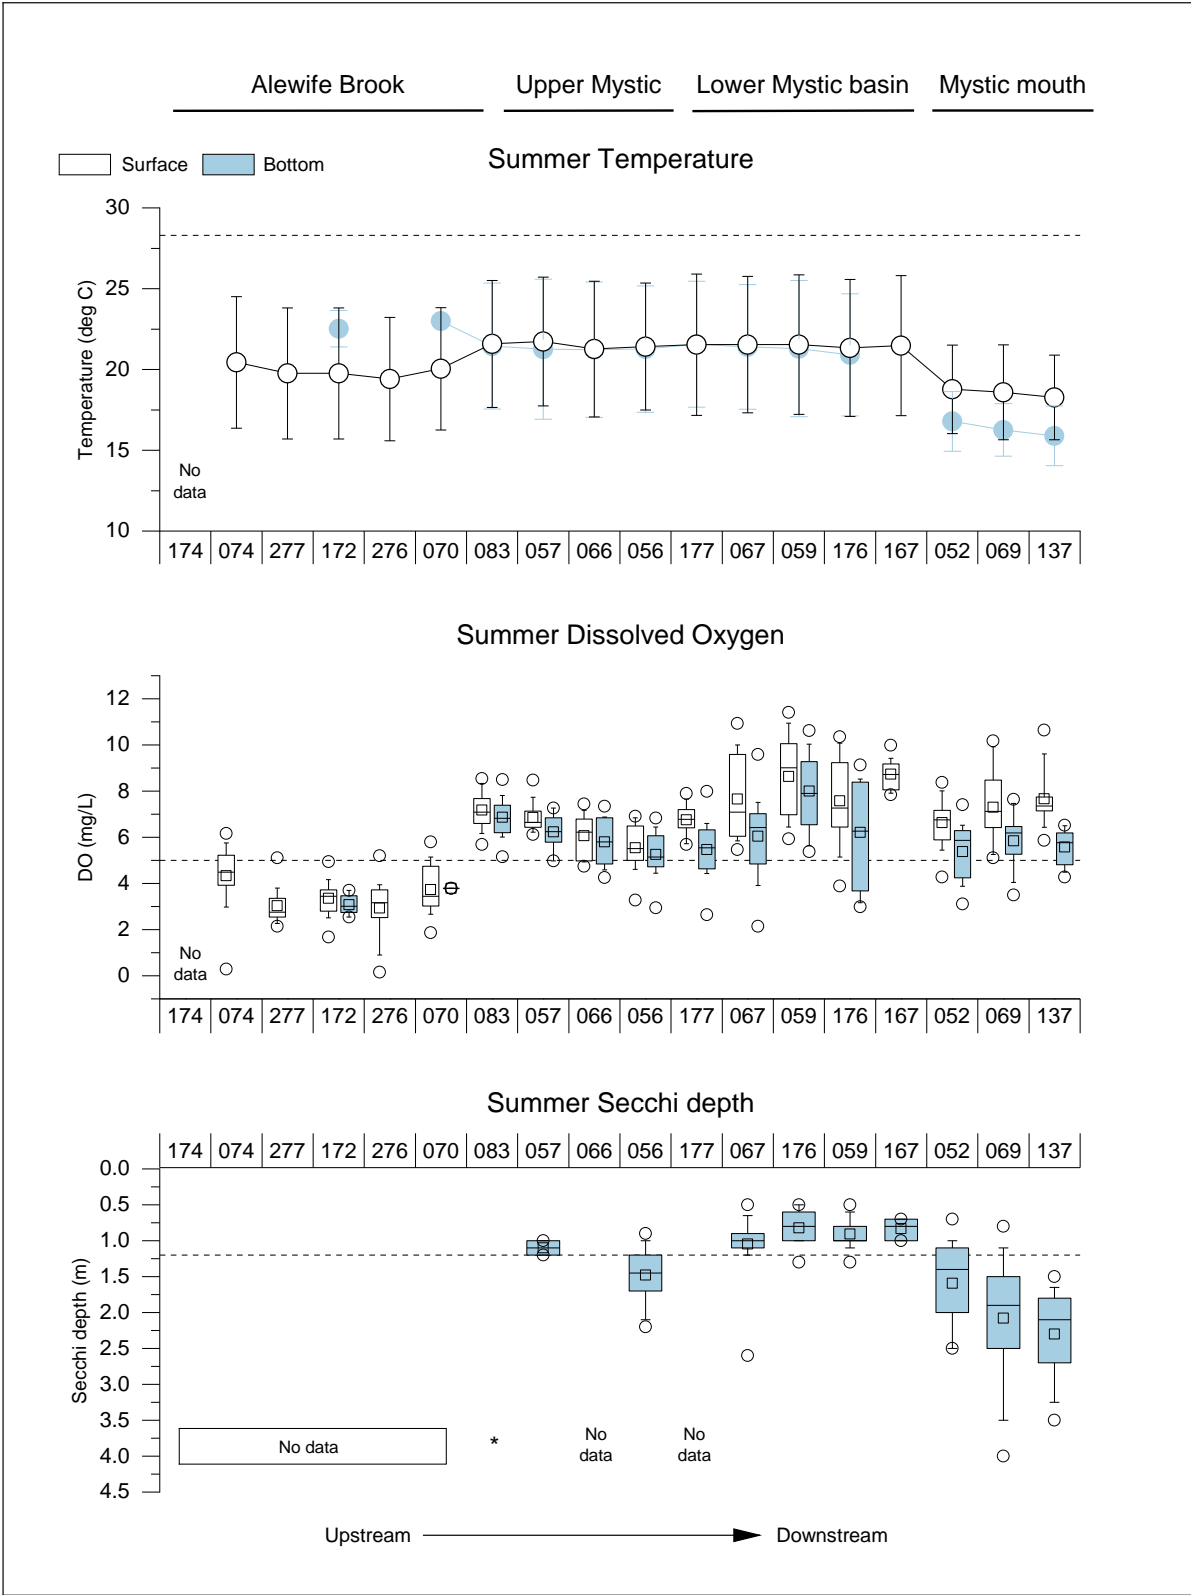 Alewife Brook Upper Mystic Lower Mystic basin Mystic mouth
Surface Bottom
Summer Temperature
Temperature (deg C)
30
25
20
15
10
No
data
174 074 277 172 276 070 083 057 066 056 177 067 059 176 167 052 069 137
Summer Dissolved Oxygen
DO (mg/L)
12
10
8
6
4
2
0
No
data
174 074 277 172 276 070 083 057 066 056 177 067 059 176 167 052 069 137
Summer Secchi depth
174 074 277 172 276 070 083 057 066 056 177 067 176 059 167 052 069 137
Secchi depth (m)
0.0
0.5
1.0
1.5
2.0
2.5
3.0
3.5
4.0
4.5
No data
*
No
data
No
data
Upstream Downstream